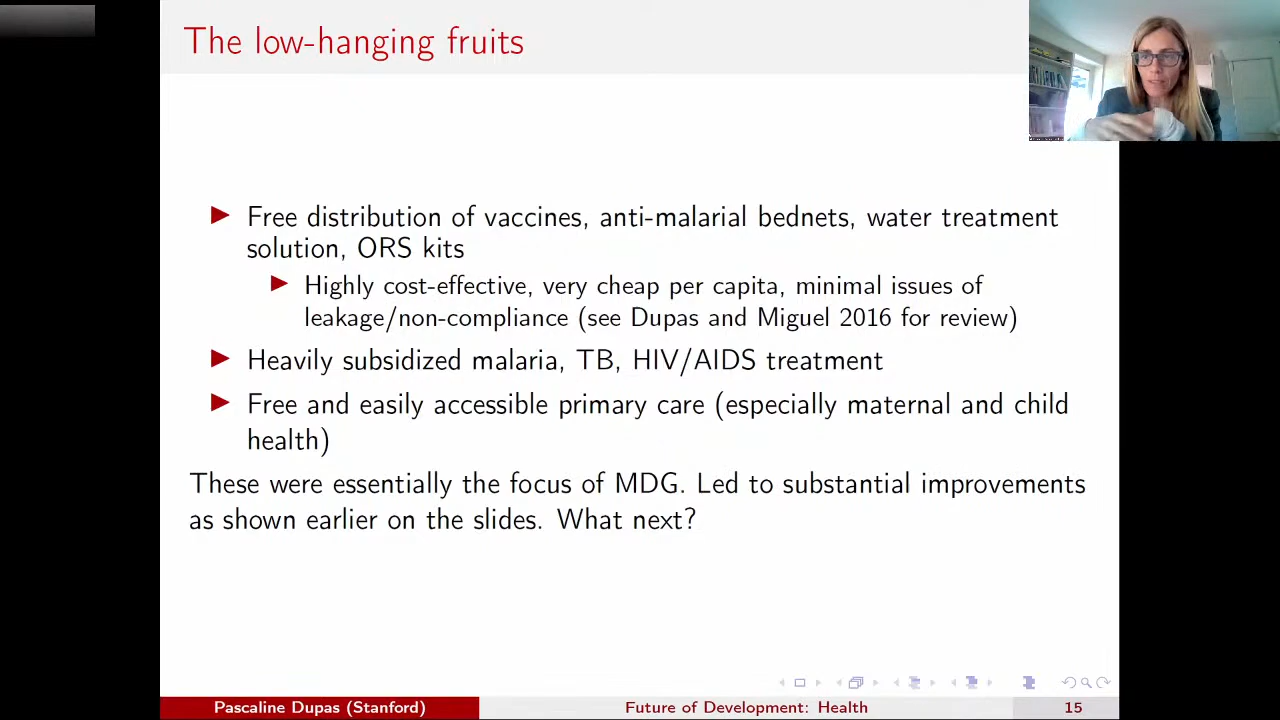 The low-hanging fruits
Free distribution of vaccines, anti-malarial bednets, water treatment
solution, ORS kits
Highly cost-effective, very cheap per capita, minimal issues of
leakage/non-compliance (see Dupas and Miguel 2016 for review)
Heavily subsidized malaria, TB, HIV/AIDS treatment
Free and easily accessible primary care (especially maternal and child
health)
These were essentially the focus of MDG. Led to substantial improvements
as shown earlier on the slides. What next?
Pascaline Dupas (Stanford)
Future of Development: Health
15